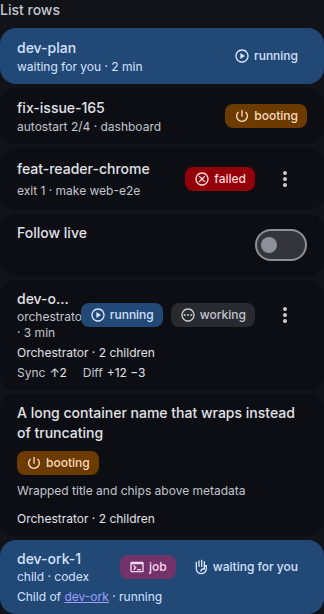 List rows
dev-plan
running
waiting for you · 2 min
fix-issue-165
booting
autostart 2/4 · dashboard
feat-reader-chrome
failed
exit 1 · make web-e2e
Follow live
dev-o...
running
working
orchestrato
· 3 min
Orchestrator · 2 children
Sync ↑2 Diff +12 −3
A long container name that wraps instead
of truncating
booting
Wrapped title and chips above metadata
Orchestrator · 2 children
dev-ork-1
job
waiting for you
child · codex
Child of dev-ork · running